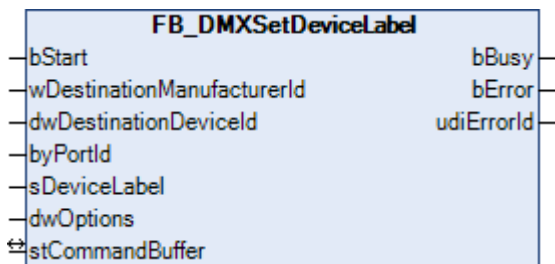 FB_DMXSetDeviceLabel
bStart bBusy
wDestinationManufacturerId bError
dwDestinationDeviceId udiErrorId
byPortId
sDeviceLabel
dwOptions
stCommandBuffer